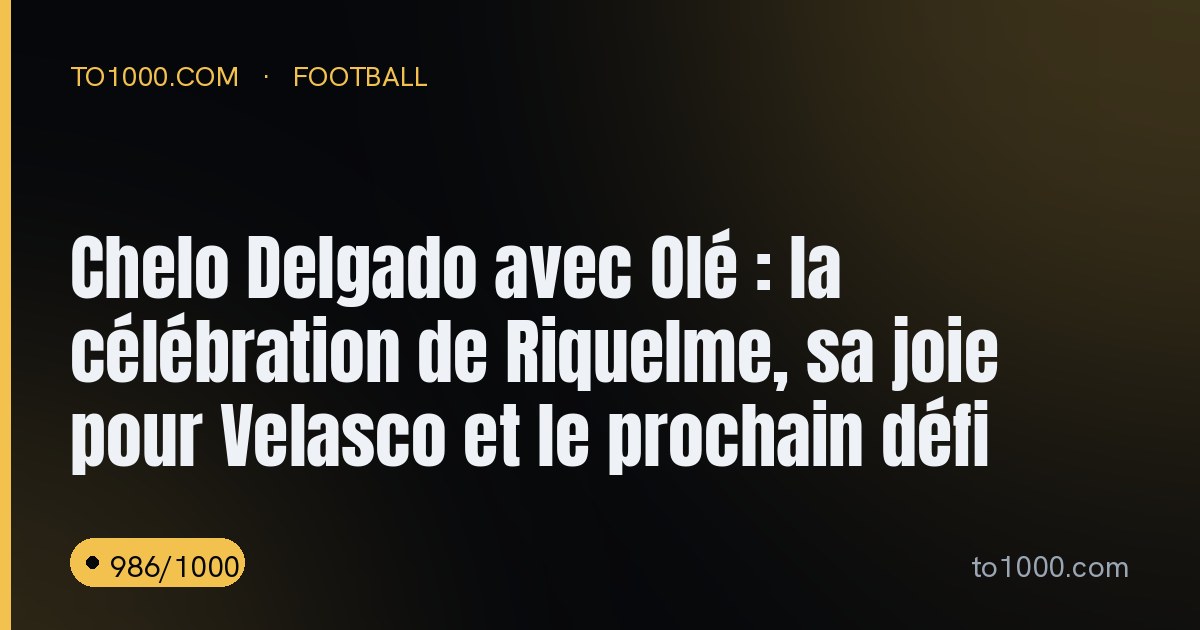 TO1000.COM · FOOTBALL
Chelo Delgado avec Olé : la
célébration de Riquelme, sa joie
pour Velasco et le prochain défi
986/1000
to1000.com